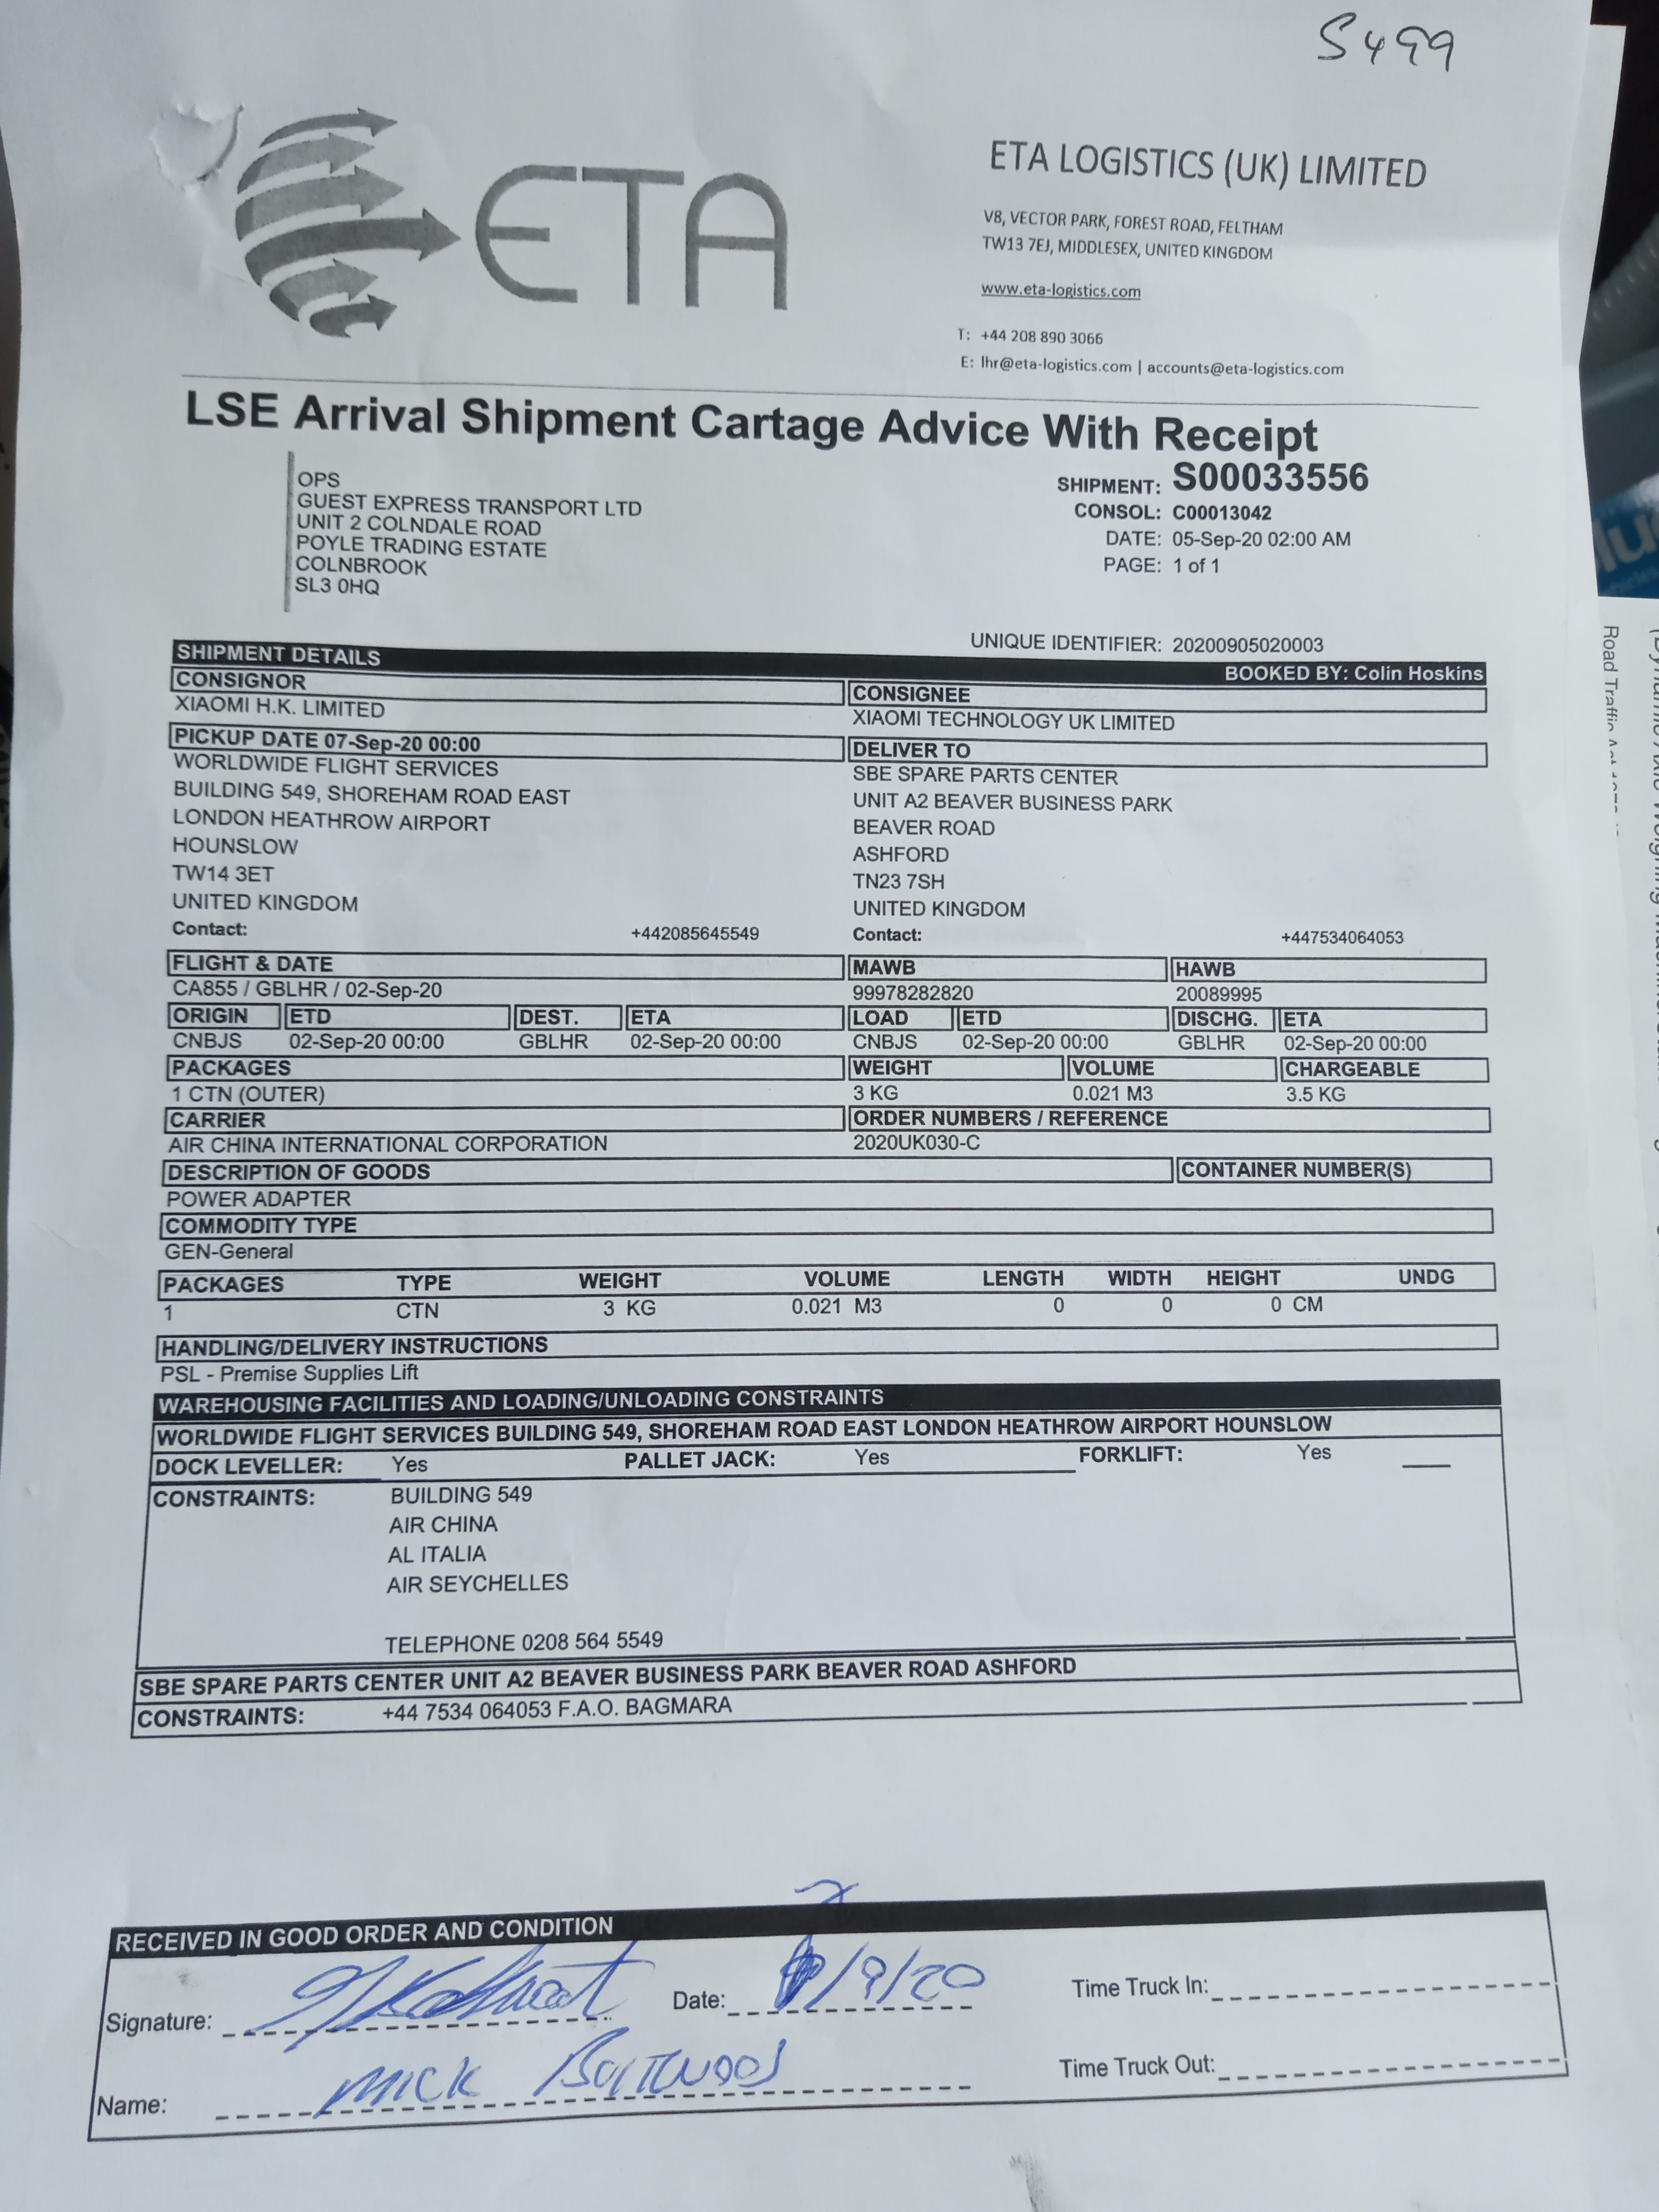 S499
ETA
ETA LOGISTICS (UK) LIMITED
V8, VECTOR PARK, FOREST ROAD, FELTHAM
TW13 7EJ, MIDDLESEX, UNITED KINGDOM
www.eta-logistics.com
T: +44 208 890 3066
E: lhr@eta-logistics.com | accounts@eta-logistics.com
LSE Arrival Shipment Cartage Advice With Receipt
OPS
GUEST EXPRESS TRANSPORT LTD
UNIT 2 COLNDALE ROAD
POYLE TRADING ESTATE
COLNBROOK
SL3 0HQ
SHIPMENT: S00033556
CONSOL: C00013042
DATE: 05-Sep-20 02:00 AM
PAGE: 1 of 1
UNIQUE IDENTIFIER: 20200905020003
SHIPMENT DETAILS BOOKED BY: Colin Hoskins
CONSIGNOR CONSIGNEE
XIAOMI H.K. LIMITED XIAOMI TECHNOLOGY UK LIMITED
PICKUP DATE 07-Sep-20 00:00 DELIVER TO
WORLDWIDE FLIGHT SERVICES SBE SPARE PARTS CENTER
BUILDING 549, SHOREHAM ROAD EAST UNIT A2 BEAVER BUSINESS PARK
LONDON HEATHROW AIRPORT BEAVER ROAD
HOUNSLOW ASHFORD
TW14 3ET TN23 7SH
UNITED KINGDOM UNITED KINGDOM
Contact: +442085645549 Contact: +447534064053
FLIGHT & DATE MAWB HAWB
CA855 / GBLHR / 02-Sep-20 99978282820 20089995
ORIGIN ETD DEST. ETA LOAD ETD DISCHG. ETA
CNBJS 02-Sep-20 00:00 GBLHR 02-Sep-20 00:00 CNBJS 02-Sep-20 00:00 GBLHR 02-Sep-20 00:00
PACKAGES WEIGHT VOLUME CHARGEABLE
1 CTN (OUTER) 3 KG 0.021 M3 3.5 KG
CARRIER ORDER NUMBERS / REFERENCE
AIR CHINA INTERNATIONAL CORPORATION 2020UK030-C
DESCRIPTION OF GOODS CONTAINER NUMBER(S)
POWER ADAPTER
COMMODITY TYPE
GEN-General
PACKAGES TYPE WEIGHT VOLUME LENGTH WIDTH HEIGHT UNDG
1 CTN 3 KG 0.021 M3 0 0 0 CM
HANDLING/DELIVERY INSTRUCTIONS
PSL - Premise Supplies Lift
WAREHOUSING FACILITIES AND LOADING/UNLOADING CONSTRAINTS
WORLDWIDE FLIGHT SERVICES BUILDING 549, SHOREHAM ROAD EAST LONDON HEATHROW AIRPORT HOUNSLOW
DOCK LEVELLER: Yes PALLET JACK: Yes FORKLIFT: Yes
CONSTRAINTS: BUILDING 549
AIR CHINA
AL ITALIA
AIR SEYCHELLES
TELEPHONE 0208 564 5549
SBE SPARE PARTS CENTER UNIT A2 BEAVER BUSINESS PARK BEAVER ROAD ASHFORD
CONSTRAINTS: +44 7534 064053 F.A.O. BAGMARA
RECEIVED IN GOOD ORDER AND CONDITION
Signature: Date: /9/20 Time Truck In:
Name: MICK Time Truck Out:
Road Traffic